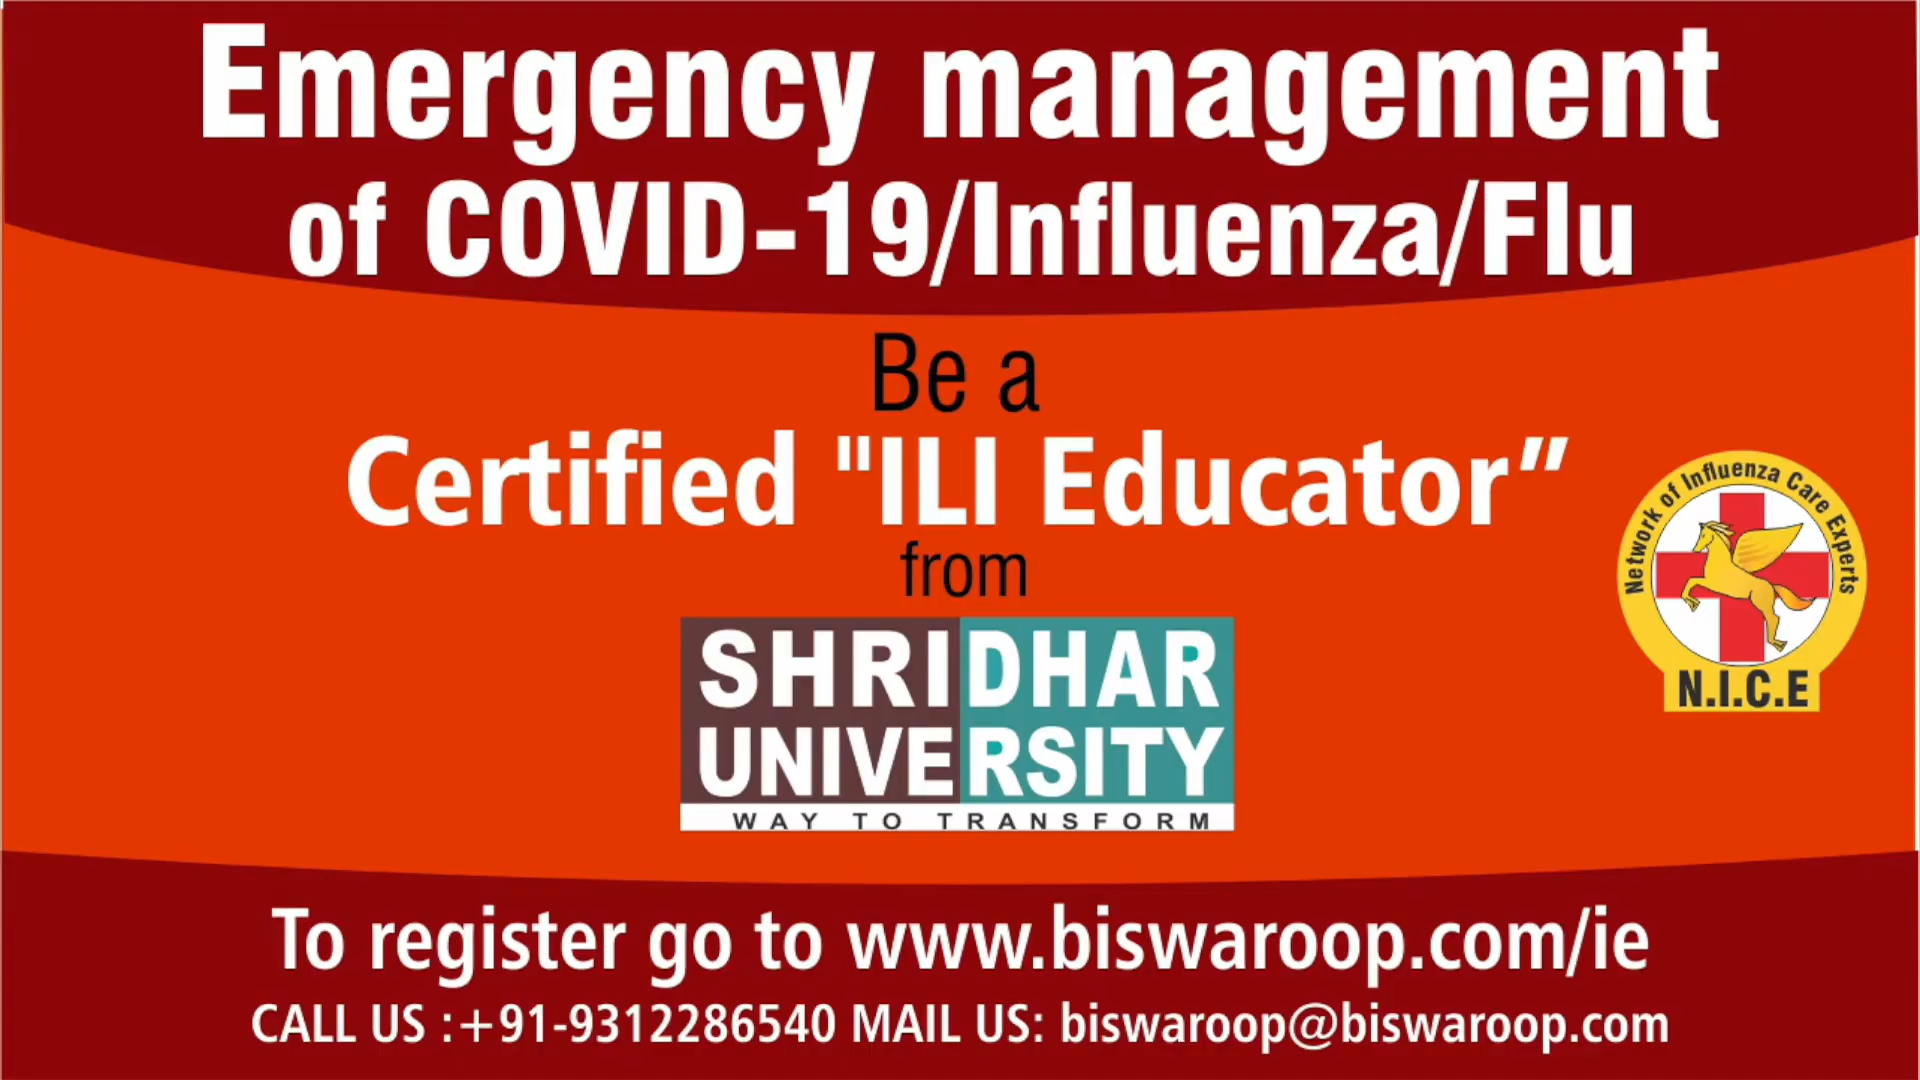 Emergency management
of COVID-19/Influenza/Flu
Be a
Certified "ILI Educator”
from
SHRIDHAR
UNIVERSITY
WAY TO TRANSFORM
Network of Influenza Care Experts
N.I.C.E
To register go to www.biswaroop.com/ie
CALL US :+91-9312286540 MAIL US: biswaroop@biswaroop.com